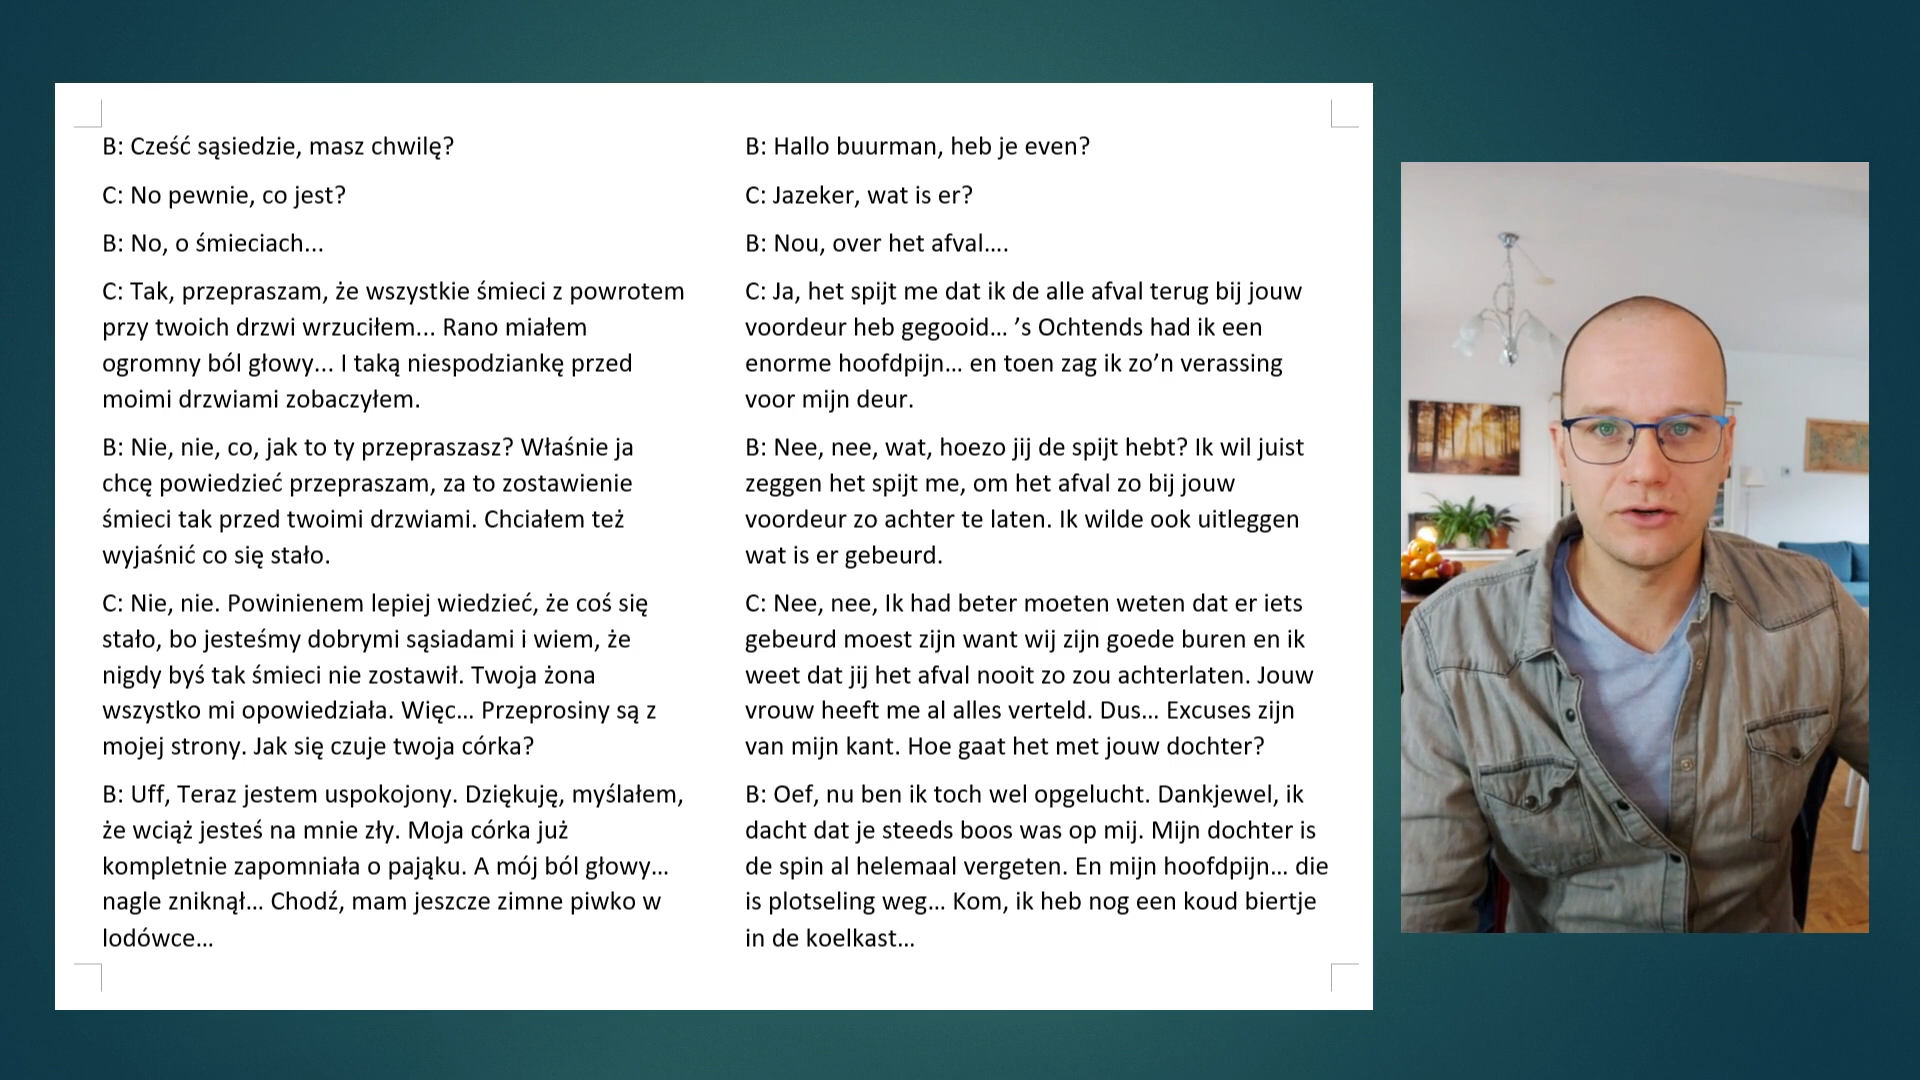 B: Cześć sąsiedzie, masz chwilę?
C: No pewnie, co jest?
B: No, o śmieciach...
C: Tak, przepraszam, że wszystkie śmieci z powrotem
przy twoich drzwi wrzuciłem... Rano miałem
ogromny ból głowy... I taką niespodziankę przed
moimi drzwiami zobaczyłem.
B: Nie, nie, co, jak to ty przepraszasz? Właśnie ja
chcę powiedzieć przepraszam, za to zostawienie
śmieci tak przed twoimi drzwiami. Chciałem też
wyjaśnić co się stało.
C: Nie, nie. Powinienem lepiej wiedzieć, że coś się
stało, bo jesteśmy dobrymi sąsiadami i wiem, że
nigdy byś tak śmieci nie zostawił. Twoja żona
wszystko mi opowiedziała. Więc… Przeprosiny są z
mojej strony. Jak się czuje twoja córka?
B: Uff, Teraz jestem uspokojony. Dziękuję, myślałem,
że wciąż jesteś na mnie zły. Moja córka już
kompletnie zapomniała o pająku. A mój ból głowy…
nagle zniknął… Chodź, mam jeszcze zimne piwko w
lodówce…
B: Hallo buurman, heb je even?
C: Jazeker, wat is er?
B: Nou, over het afval….
C: Ja, het spijt me dat ik de alle afval terug bij jouw
voordeur heb gegooid… ’s Ochtends had ik een
enorme hoofdpijn… en toen zag ik zo’n verassing
voor mijn deur.
B: Nee, nee, wat, hoezo jij de spijt hebt? Ik wil juist
zeggen het spijt me, om het afval zo bij jouw
voordeur zo achter te laten. Ik wilde ook uitleggen
wat is er gebeurd.
C: Nee, nee, Ik had beter moeten weten dat er iets
gebeurd moest zijn want wij zijn goede buren en ik
weet dat jij het afval nooit zo zou achterlaten. Jouw
vrouw heeft me al alles verteld. Dus… Excuses zijn
van mijn kant. Hoe gaat het met jouw dochter?
B: Oef, nu ben ik toch wel opgelucht. Dankjewel, ik
dacht dat je steeds boos was op mij. Mijn dochter is
de spin al helemaal vergeten. En mijn hoofdpijn… die
is plotseling weg… Kom, ik heb nog een koud biertje
in de koelkast…